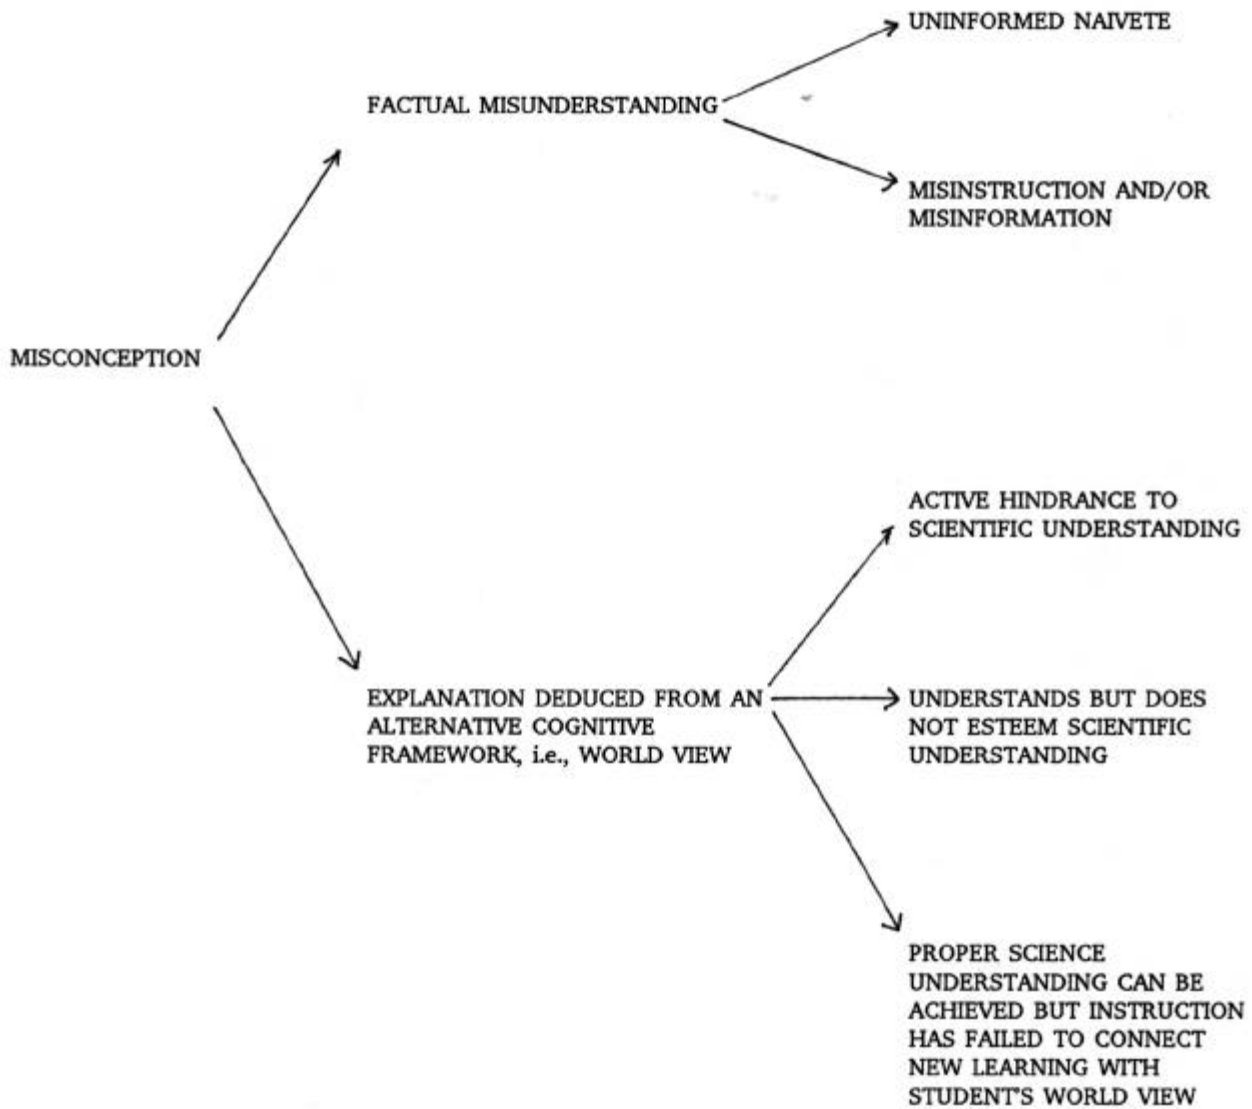 UNINFORMED NAIVETE
FACTUAL MISUNDERSTANDING
MISINSTRUCTION AND/OR
MISINFORMATION
MISCONCEPTION
ACTIVE HINDRANCE TO
SCIENTIFIC UNDERSTANDING
EXPLANATION DEDUCED FROM AN
ALTERNATIVE COGNITIVE
FRAMEWORK, i.e., WORLD VIEW
UNDERSTANDS BUT DOES
NOT ESTEEM SCIENTIFIC
UNDERSTANDING
PROPER SCIENCE
UNDERSTANDING CAN BE
ACHIEVED BUT INSTRUCTION
HAS FAILED TO CONNECT
NEW LEARNING WITH
STUDENT'S WORLD VIEW